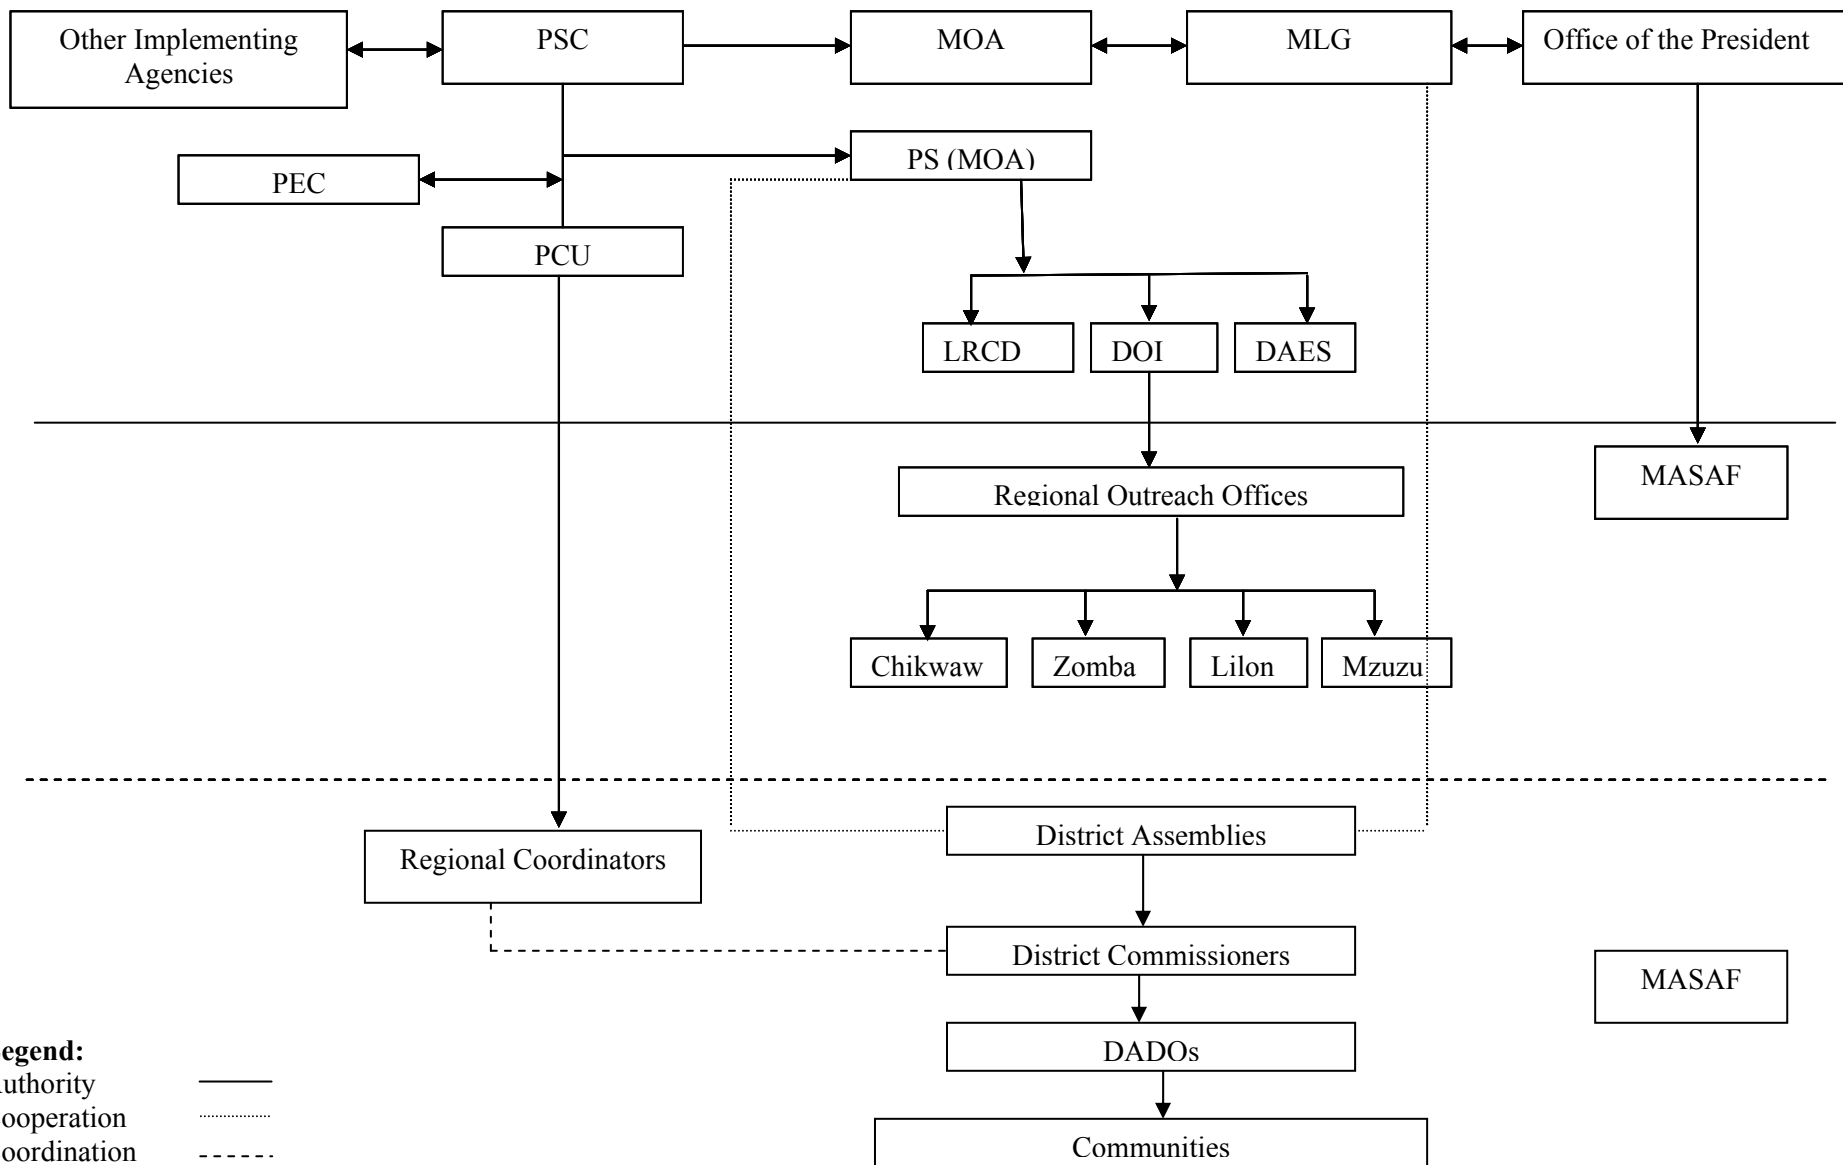 Other Implementing
Agencies
PSC
MOA
MLG
Office of the President
PS (MOA)
PEC
PCU
LRCD
DOI
DAES
Regional Outreach Offices
MASAF
Chikwaw
Zomba
Lilon
Mzuzu
District Assemblies
Regional Coordinators
District Commissioners
MASAF
DADOs
Communities
egend:
uthority
ooperation
oordination